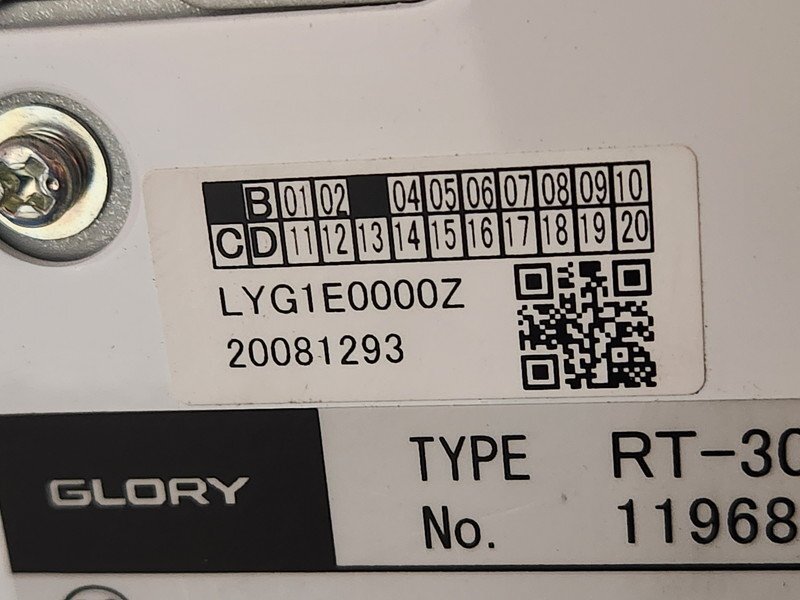 B 01 02 04 05 06 07 08 09 10
C D 11 12 13 14 15 16 17 18 19 20
LYG1E0000Z
20081293
GLORY
TYPE RT-30
No. 11968